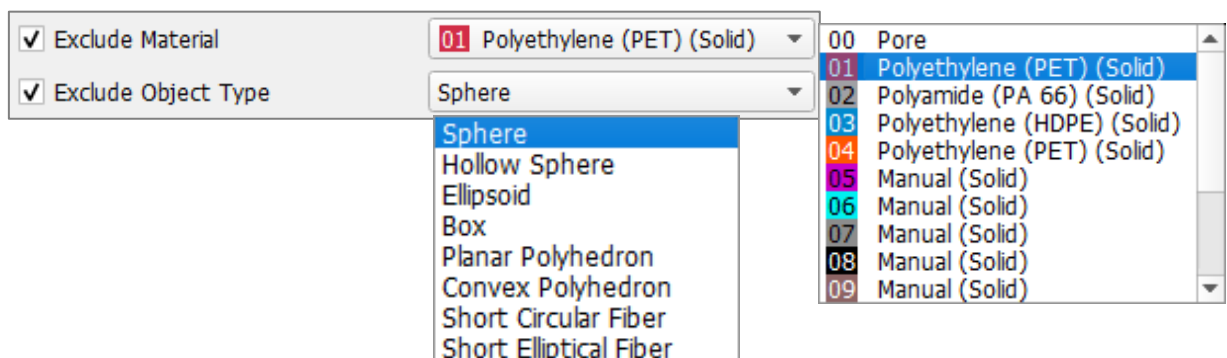 Exclude Material 01 Polyethylene (PET) (Solid)
Exclude Object Type Sphere
Sphere
Hollow Sphere
Ellipsoid
Box
Planar Polyhedron
Convex Polyhedron
Short Circular Fiber
Short Elliptical Fiber
00 Pore
01 Polyethylene (PET) (Solid)
02 Polyamide (PA 66) (Solid)
03 Polyethylene (HDPE) (Solid)
04 Polyethylene (PET) (Solid)
05 Manual (Solid)
06 Manual (Solid)
07 Manual (Solid)
08 Manual (Solid)
09 Manual (Solid)